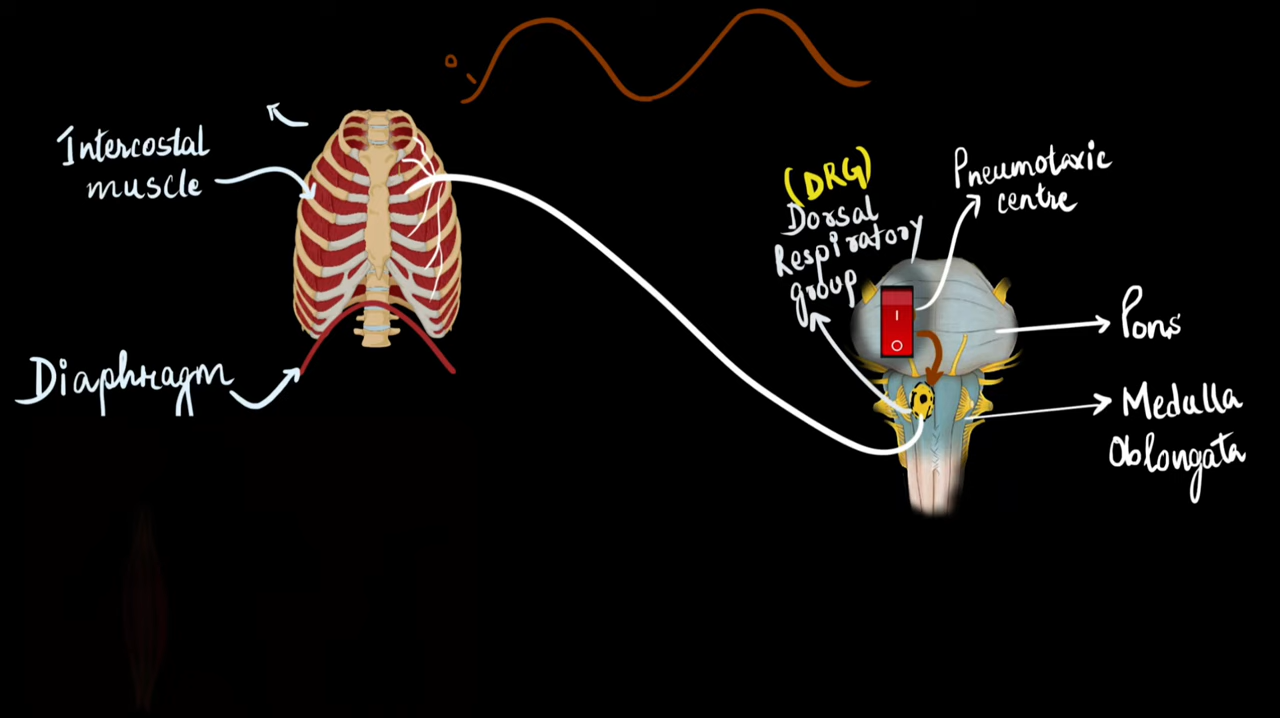 Intercostal
muscle
Diaphragm
(DRG)
Dorsal
Respiratory
group
Pneumotaxic
centre
I
O
Pons
Medulla
Oblongata